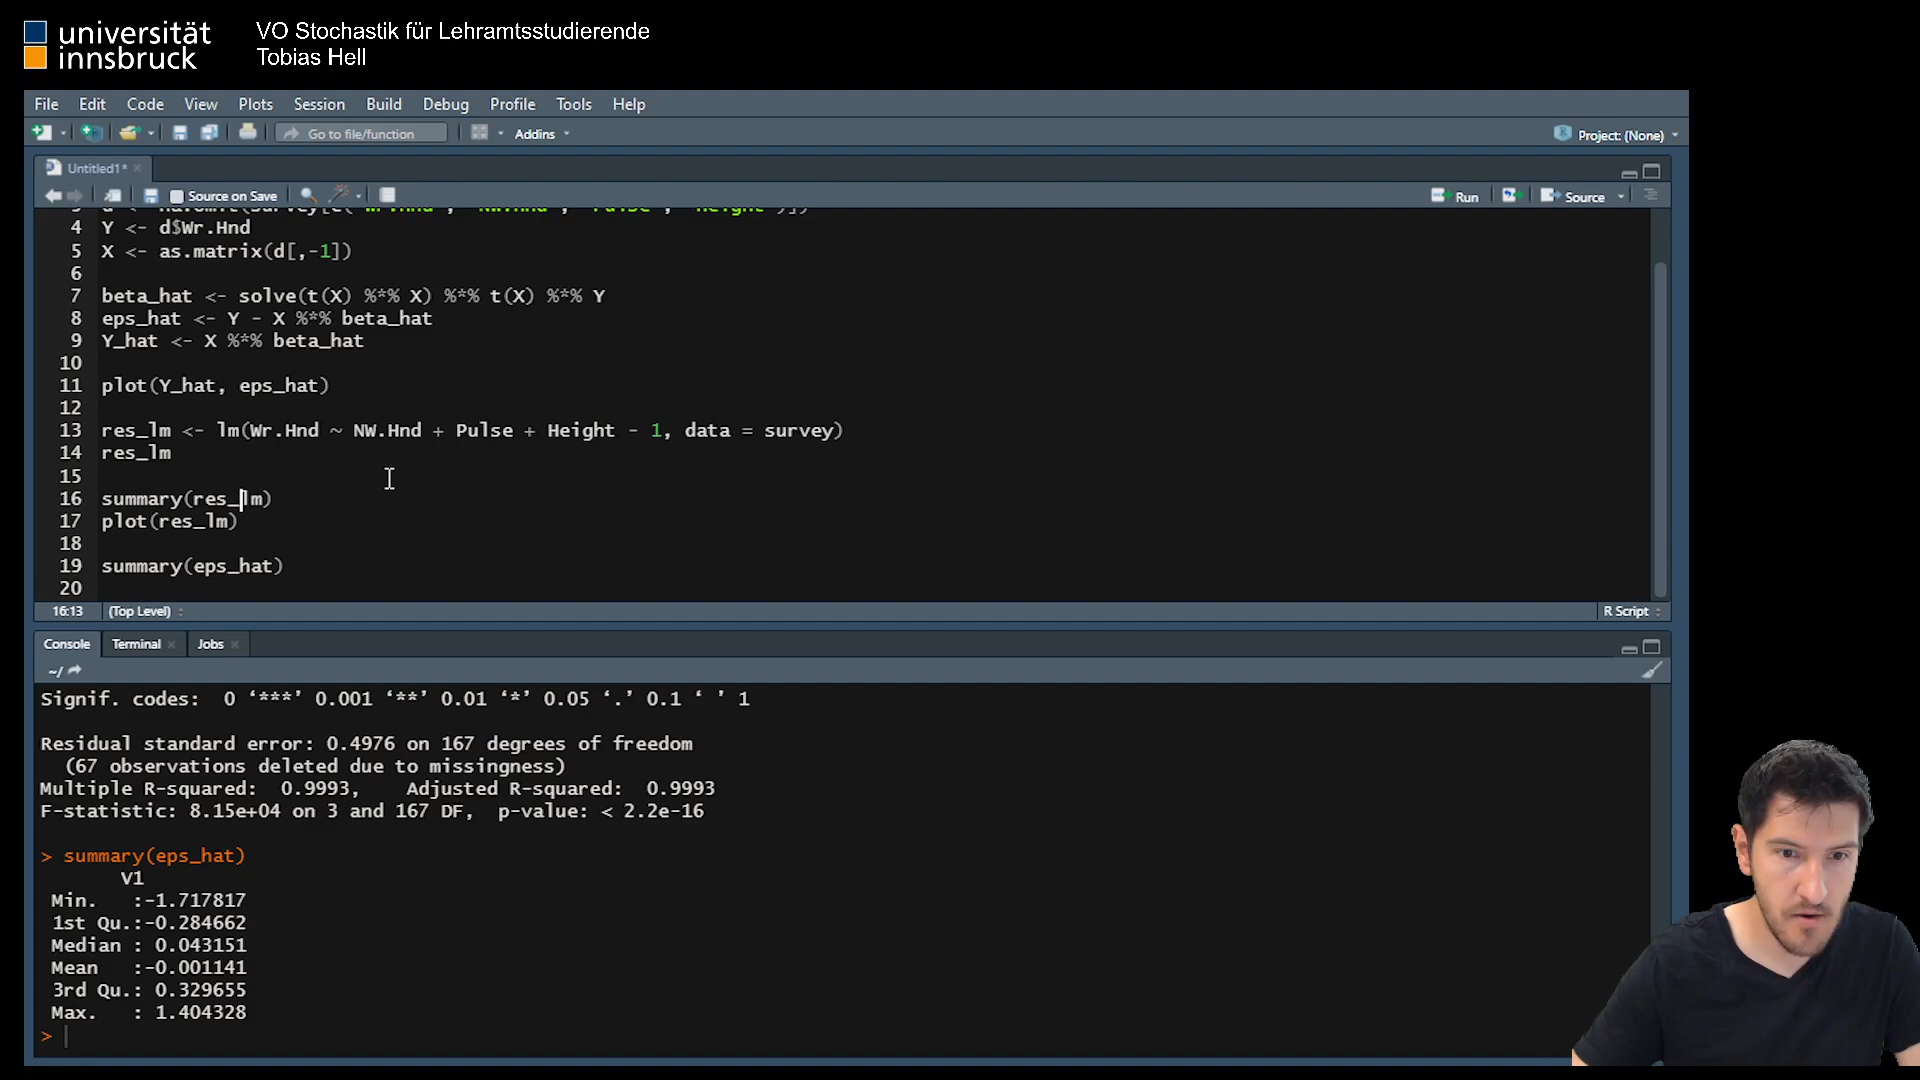 universität
innsbruck
VO Stochastik für Lehramtsstudierende
Tobias Hell
File Edit Code View Plots Session Build Debug Profile Tools Help
Go to file/function Addins Project: (None)
Untitled1*
Source on Save Run Source
4 Y <- d$Wr.Hnd
5 X <- as.matrix(d[,-1])
6
7 beta_hat <- solve(t(X) %*% X) %*% t(X) %*% Y
8 eps_hat <- Y - X %*% beta_hat
9 Y_hat <- X %*% beta_hat
10
11 plot(Y_hat, eps_hat)
12
13 res_lm <- lm(Wr.Hnd ~ NW.Hnd + Pulse + Height - 1, data = survey)
14 res_lm
15
16 summary(res_lm)
17 plot(res_lm)
18
19 summary(eps_hat)
20
16:13 (Top Level) R Script
Console Terminal Jobs
~/
Signif. codes:  0 ‘***’ 0.001 ‘**’ 0.01 ‘*’ 0.05 ‘.’ 0.1 ‘ ’ 1
Residual standard error: 0.4976 on 167 degrees of freedom
(67 observations deleted due to missingness)
Multiple R-squared:  0.9993, Adjusted R-squared:  0.9993
F-statistic: 8.15e+04 on 3 and 167 DF,  p-value: < 2.2e-16
> summary(eps_hat)
V1
Min.   :-1.717817
1st Qu.:-0.284662
Median : 0.043151
Mean   :-0.001141
3rd Qu.: 0.329655
Max.   : 1.404328
>